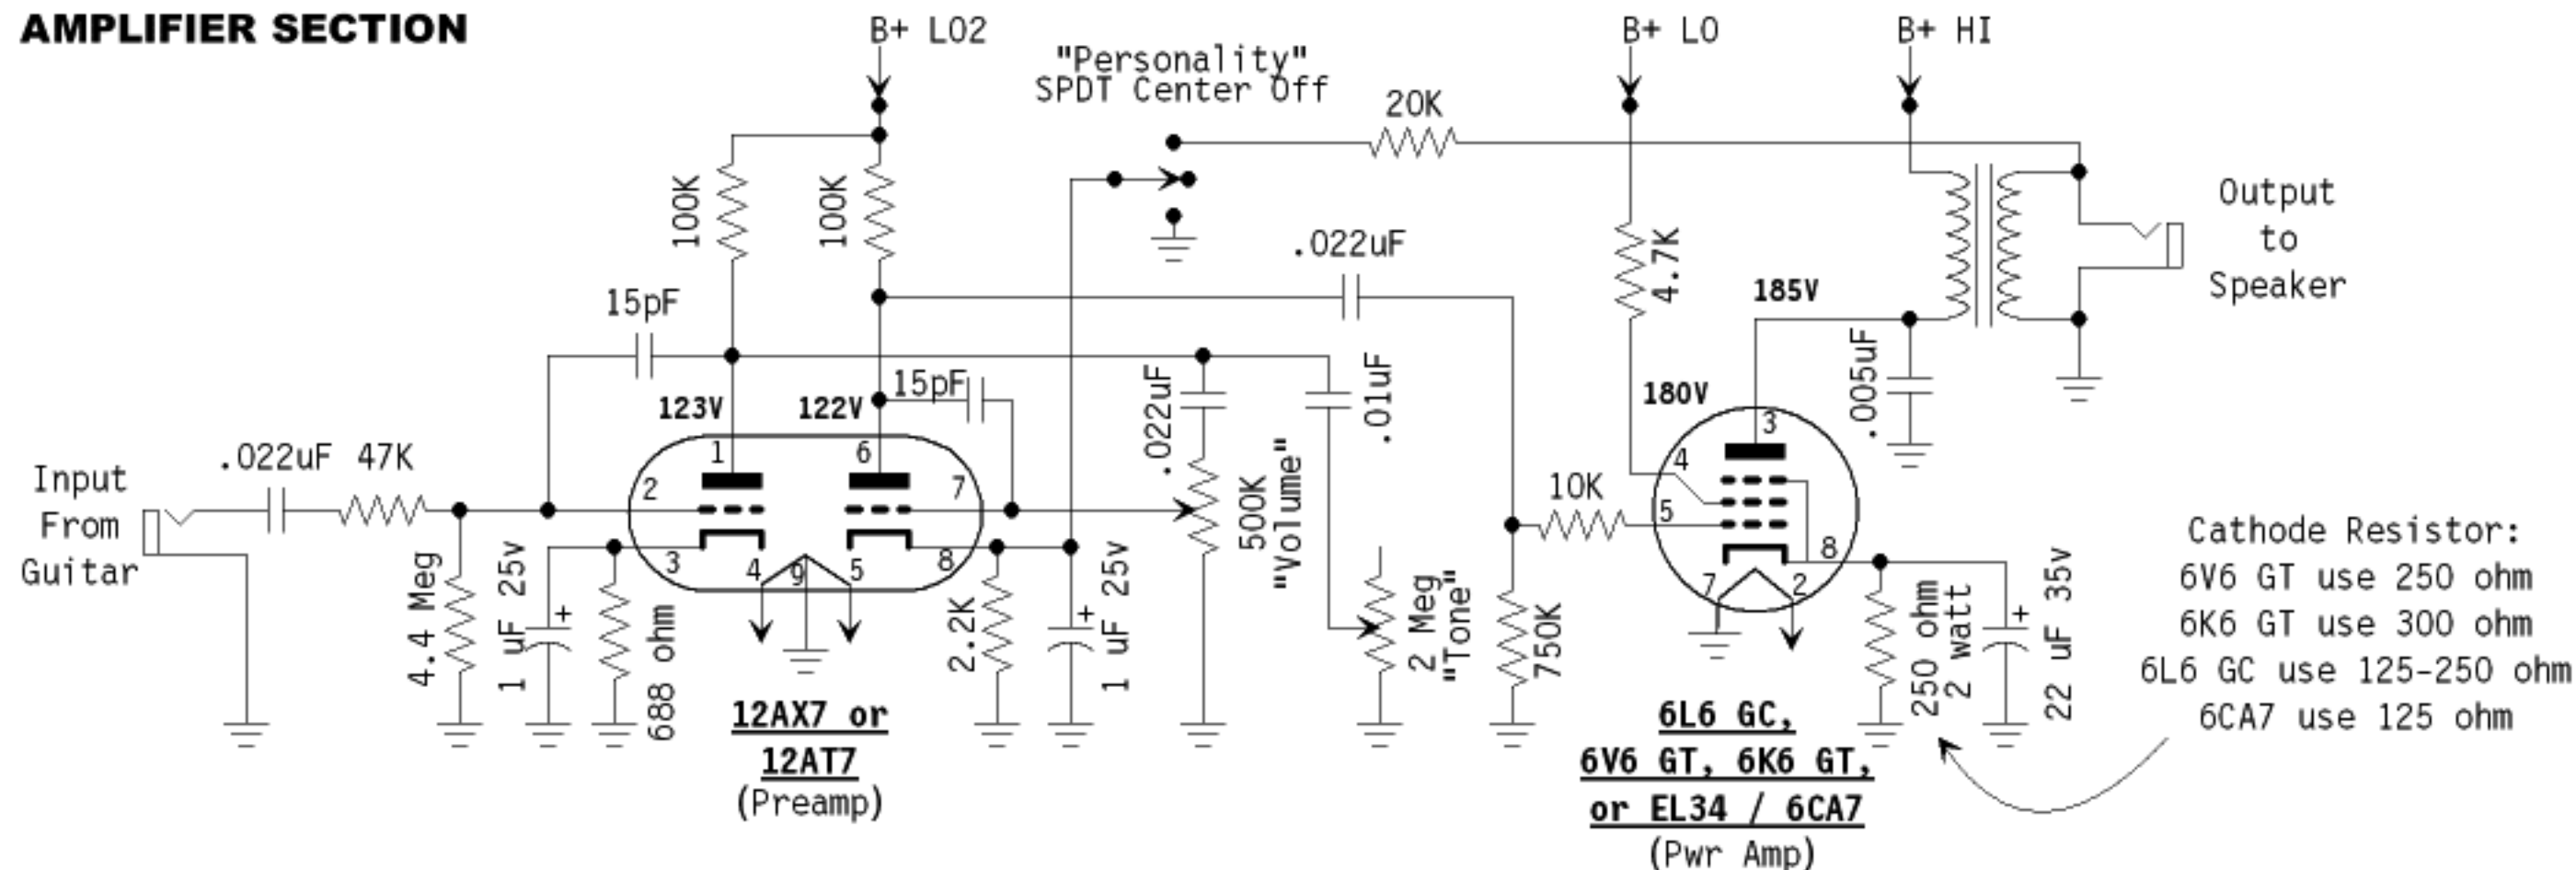 AMPLIFIER SECTION
B+ LO2
"Personality"
SPDT Center Off
B+ LO
B+ HI
20K
100K
100K
.022uF
4.7K
185V
Output
to
Speaker
15pF
15pF
123V
122V
.022uF
.01uF
180V
.005uF
Input
From
Guitar
.022uF
47K
1
6
2
7
3
4
9
5
8
500K
"Volume"
10K
3
4
5
8
7
2
4.4 Meg
1 uF 25v
+
688 ohm
2.2K
+
1 uF 25v
2 Meg
"Tone"
750K
250 ohm
2 watt
+
22 uF 35v
Cathode Resistor:
6V6 GT use 250 ohm
6K6 GT use 300 ohm
6L6 GC use 125-250 ohm
6CA7 use 125 ohm
12AX7 or
12AT7
(Preamp)
6L6 GC,
6V6 GT, 6K6 GT,
or EL34 / 6CA7
(Pwr Amp)